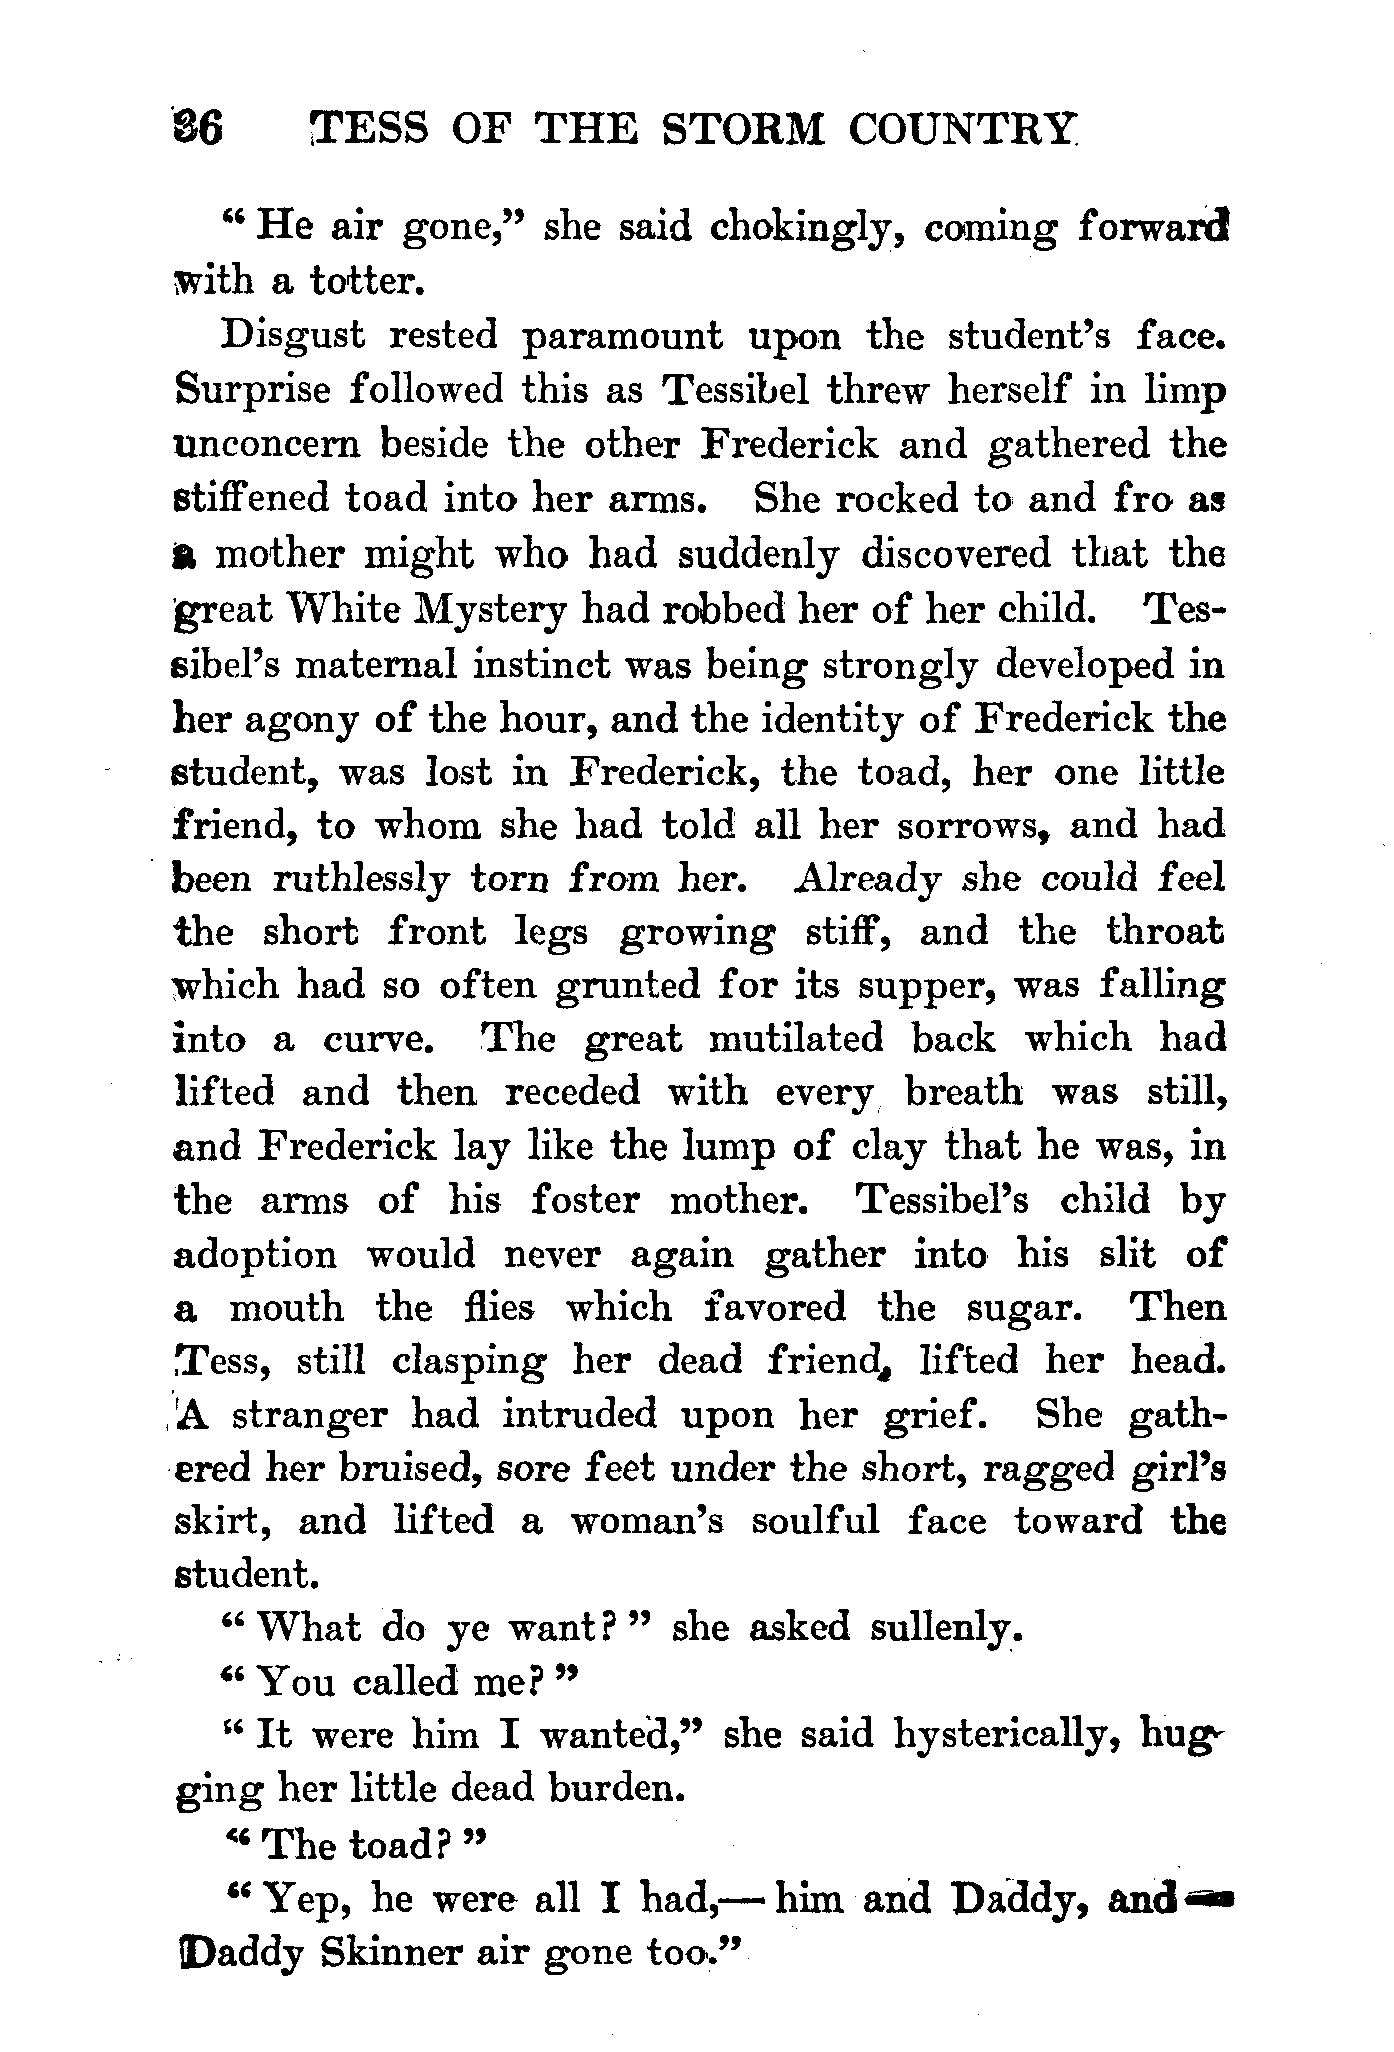 36 TESS OF THE STORM COUNTRY
“ He air gone,” she said chokingly, coming forward
with a totter.
Disgust rested paramount upon the student’s face.
Surprise followed this as Tessibel threw herself in limp
unconcern beside the other Frederick and gathered the
stiffened toad into her arms. She rocked to and fro as
a mother might who had suddenly discovered that the
great White Mystery had robbed her of her child. Tes-
sibel’s maternal instinct was being strongly developed in
her agony of the hour, and the identity of Frederick the
student, was lost in Frederick, the toad, her one little
friend, to whom she had told all her sorrows, and had
been ruthlessly torn from her. Already she could feel
the short front legs growing stiff, and the throat
which had so often grunted for its supper, was falling
into a curve. The great mutilated back which had
lifted and then receded with every breath was still,
and Frederick lay like the lump of clay that he was, in
the arms of his foster mother. Tessibel’s child by
adoption would never again gather into his slit of
a mouth the flies which favored the sugar. Then
Tess, still clasping her dead friend, lifted her head.
A stranger had intruded upon her grief. She gath-
ered her bruised, sore feet under the short, ragged girl’s
skirt, and lifted a woman’s soulful face toward the
student.
“ What do ye want? ” she asked sullenly.
“ You called me? ”
“ It were him I wanted,” she said hysterically, hug-
ging her little dead burden.
“ The toad? ”
“ Yep, he were all I had,— him and Daddy, and—
Daddy Skinner air gone too.”